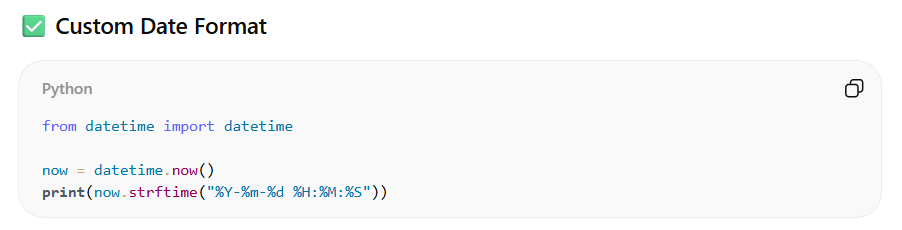 ✅ Custom Date Format
Python
from datetime import datetime
now = datetime.now()
print(now.strftime("%Y-%m-%d %H:%M:%S"))